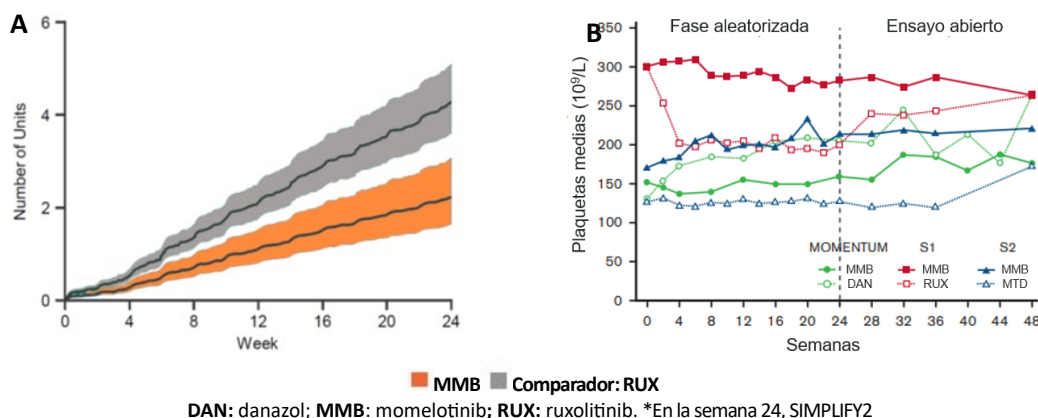 A
Number of Units
6
4
2
0
0 4 8 12 16 20 24
Week
B
Fase aleatorizada Ensayo abierto
Plaquetas medias (10⁹/L)
350
300
250
200
150
100
50
0
MOMENTUM S1 S2
MMB MMB MMB
DAN RUX MTD
0 4 8 12 16 20 24 28 32 36 40 44 48
Semanas
MMB Comparador: RUX
DAN: danazol; MMB: momelotinib; RUX: ruxolitinib. *En la semana 24, SIMPLIFY2